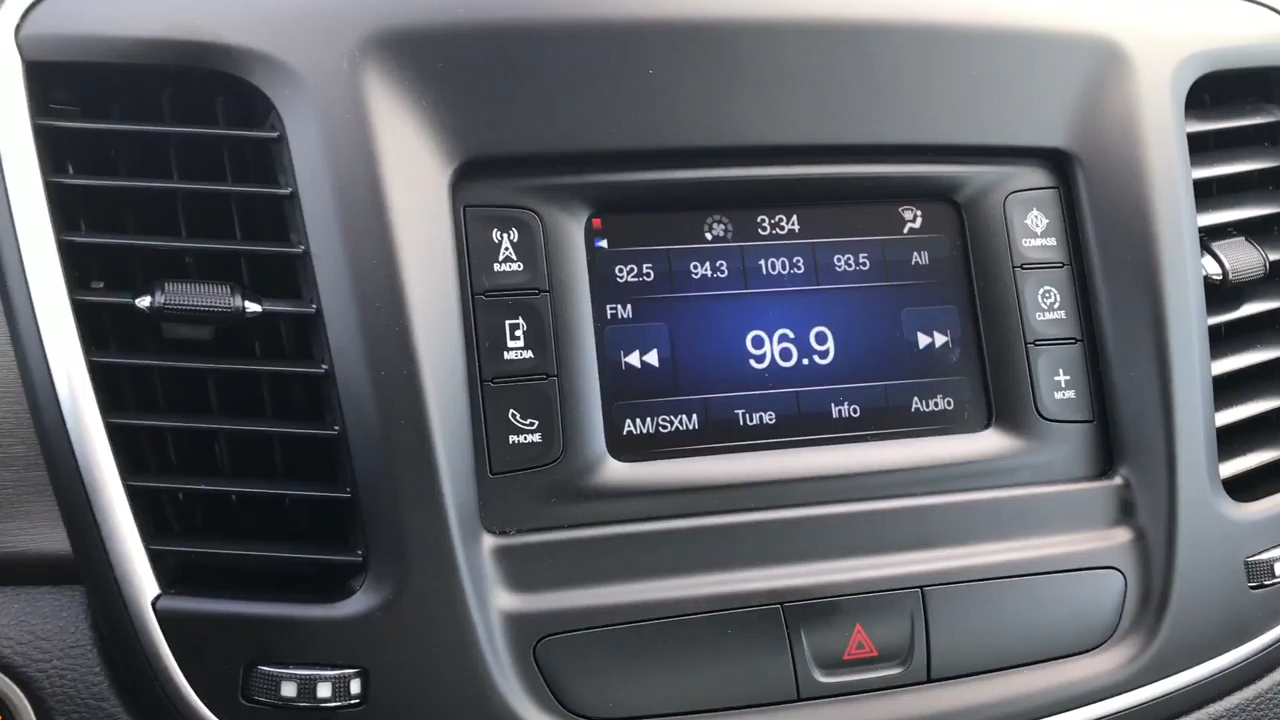 3:34
92.5 94.3 100.3 93.5 All
FM
96.9
AM/SXM Tune Info Audio
RADIO
MEDIA
PHONE
N
COMPASS
CLIMATE
MORE